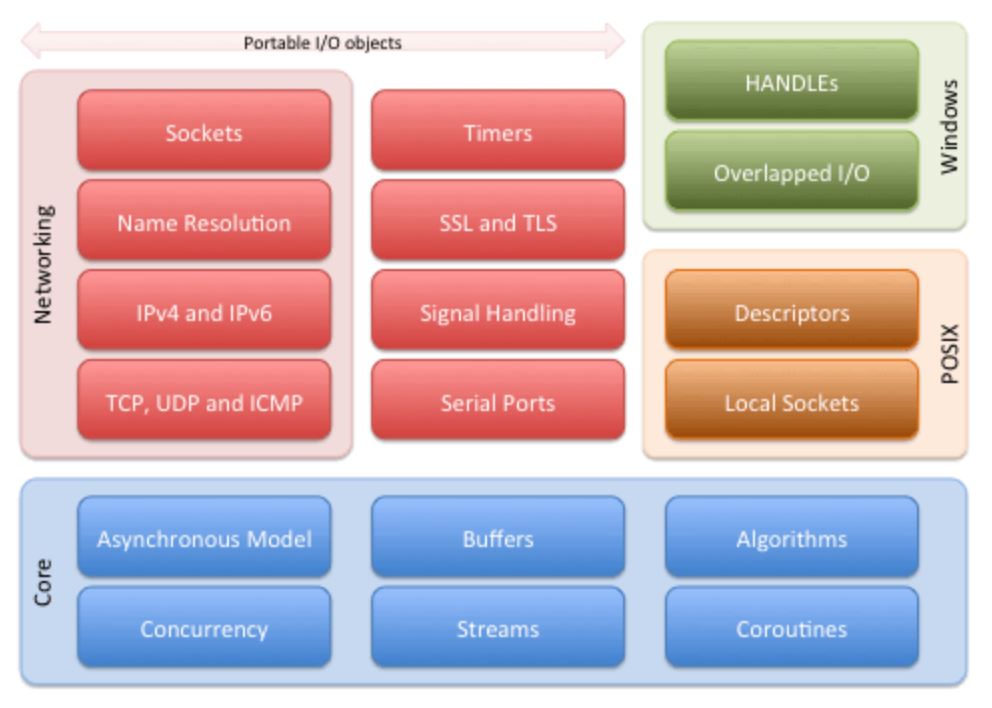 Portable I/O objects
Networking
Sockets
Name Resolution
IPv4 and IPv6
TCP, UDP and ICMP
Timers
SSL and TLS
Signal Handling
Serial Ports
HANDLEs
Overlapped I/O
Windows
Descriptors
Local Sockets
POSIX
Core
Asynchronous Model
Buffers
Algorithms
Concurrency
Streams
Coroutines